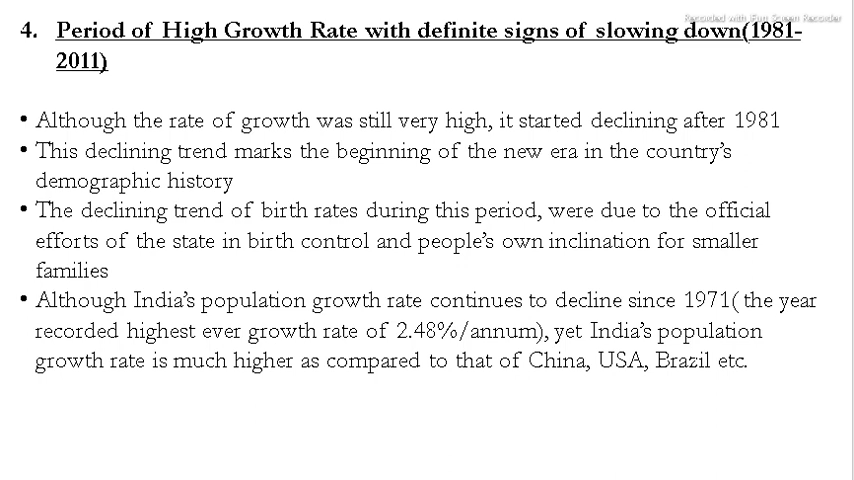 Recorded with Fun Screen Recorder
4. Period of High Growth Rate with definite signs of slowing down(1981-
2011)
• Although the rate of growth was still very high, it started declining after 1981
• This declining trend marks the beginning of the new era in the country's
demographic history
• The declining trend of birth rates during this period, were due to the official
efforts of the state in birth control and people's own inclination for smaller
families
• Although India's population growth rate continues to decline since 1971( the year
recorded highest ever growth rate of 2.48%/annum), yet India's population
growth rate is much higher as compared to that of China, USA, Brazil etc.